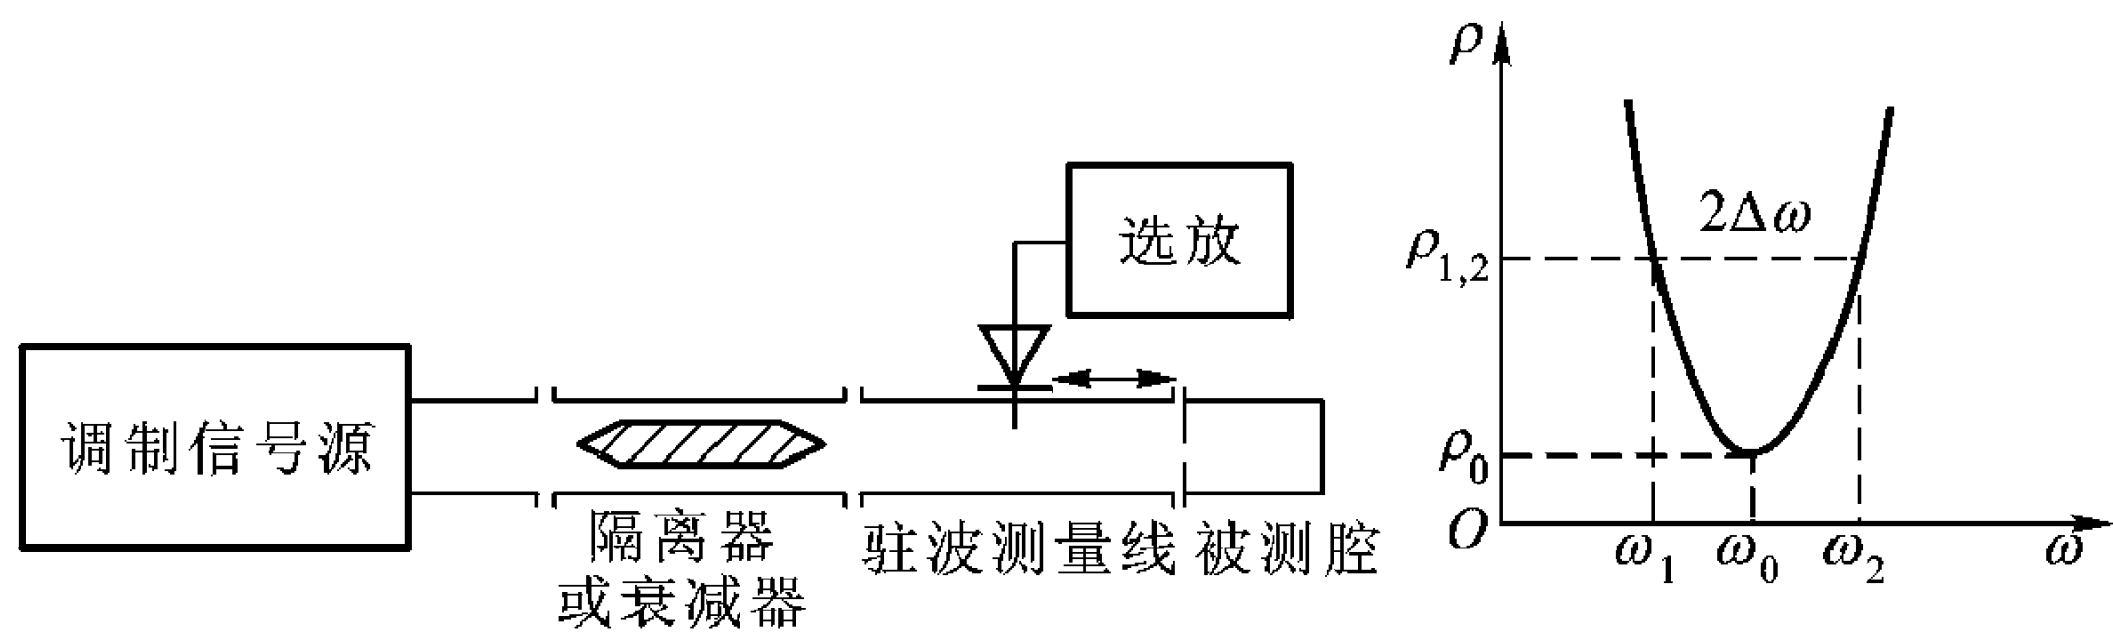 调制信号源
隔离器
或衰减器
选放
驻波测量线
被测腔
ρ
2Δω
ρ1,2
ρ0
O
ω1
ω0
ω2
ω